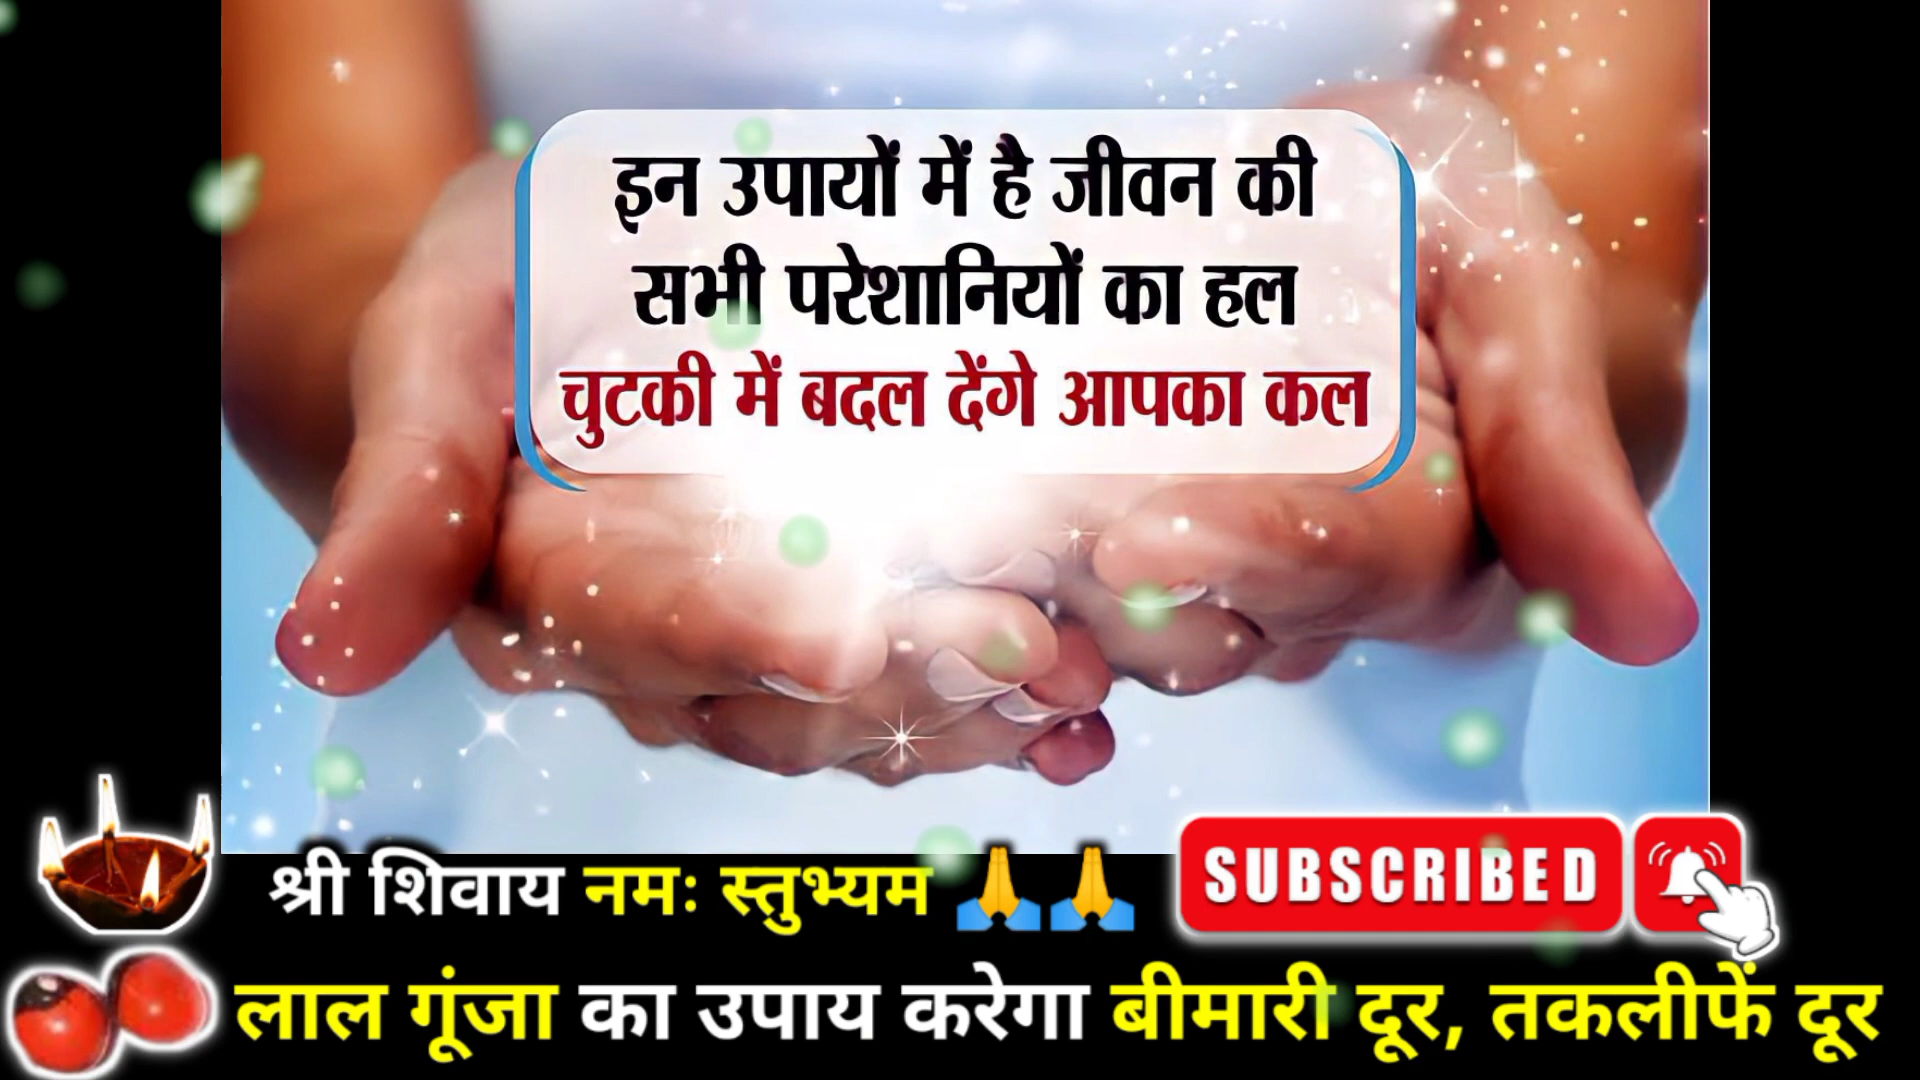 इन उपायों में है जीवन की
सभी परेशानियों का हल
चुटकी में बदल देंगे आपका कल
श्री शिवाय नमः स्तुभ्यम 🙏🙏
SUBSCRIBED
लाल गूंजा का उपाय करेगा बीमारी दूर, तकलीफें दूर